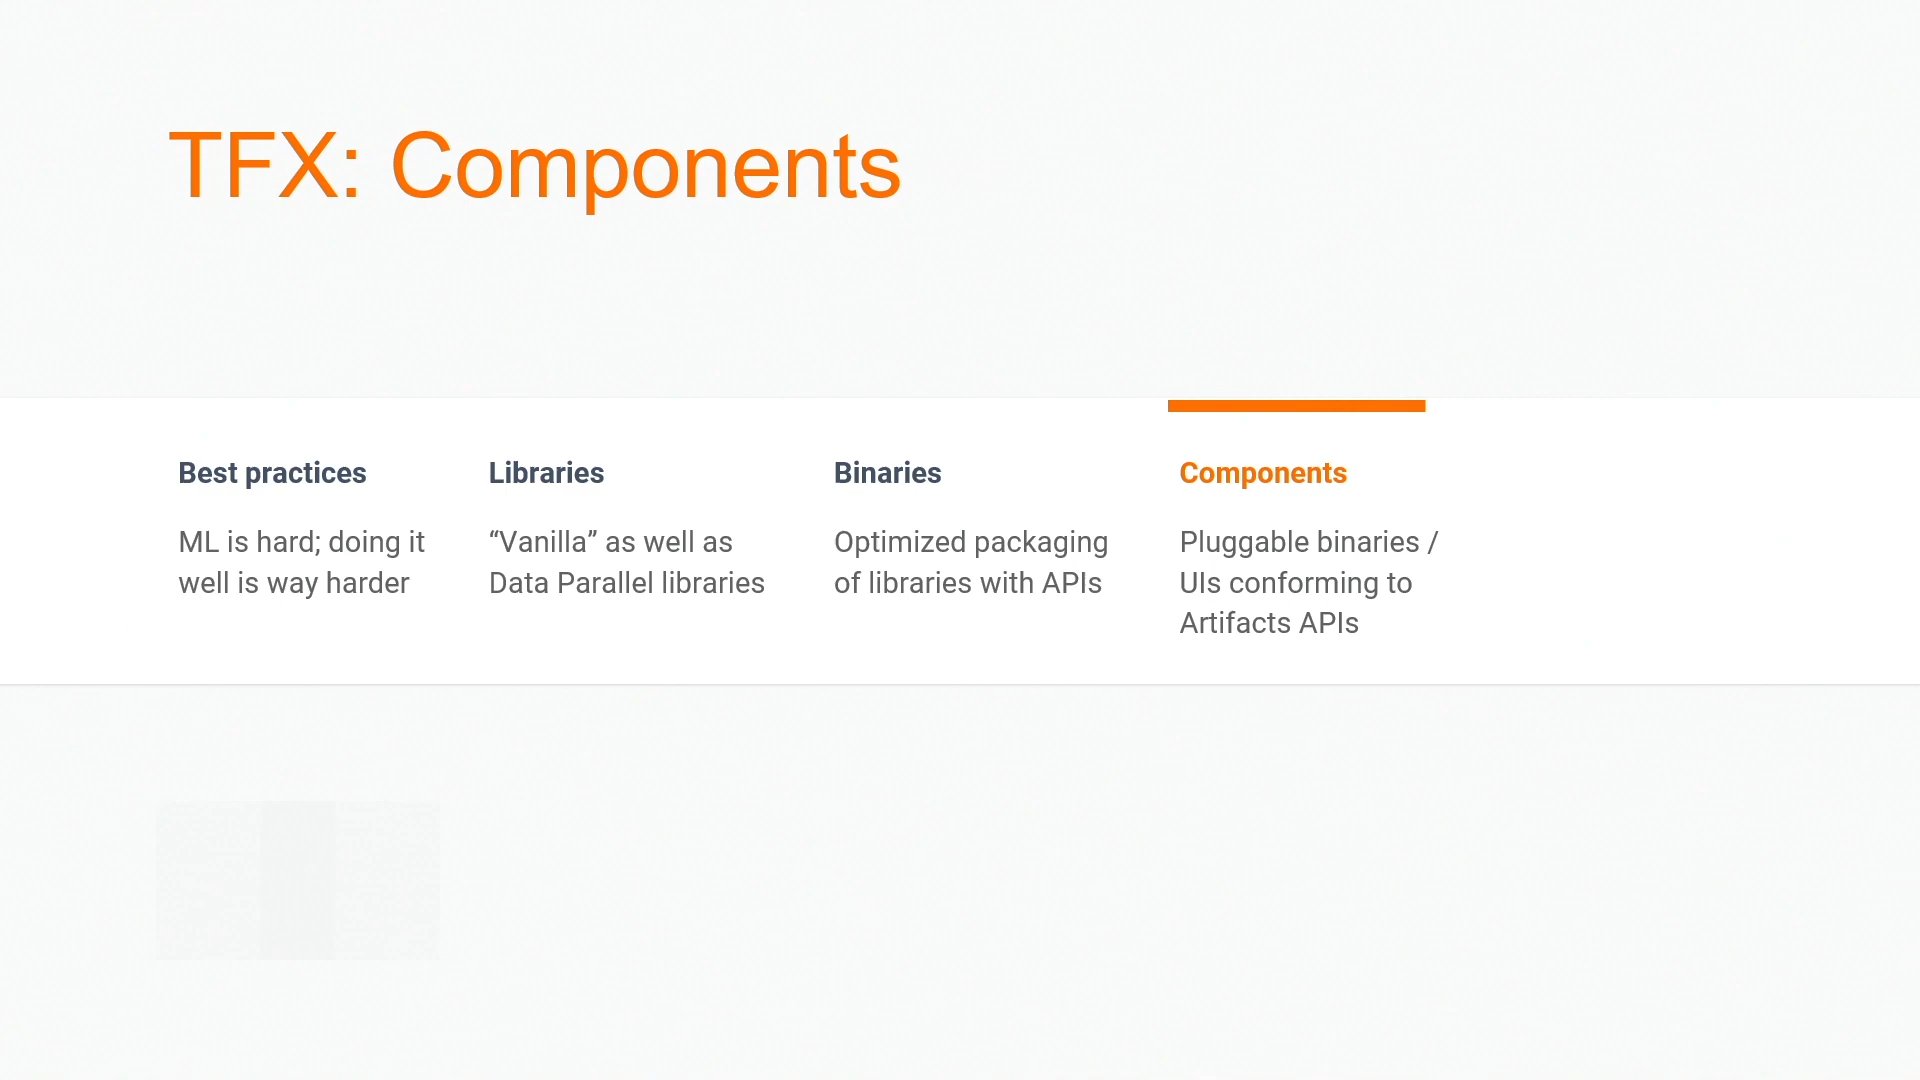 TFX: Components
Best practices
ML is hard; doing it
well is way harder
Libraries
“Vanilla” as well as
Data Parallel libraries
Binaries
Optimized packaging
of libraries with APIs
Components
Pluggable binaries /
UIs conforming to
Artifacts APIs